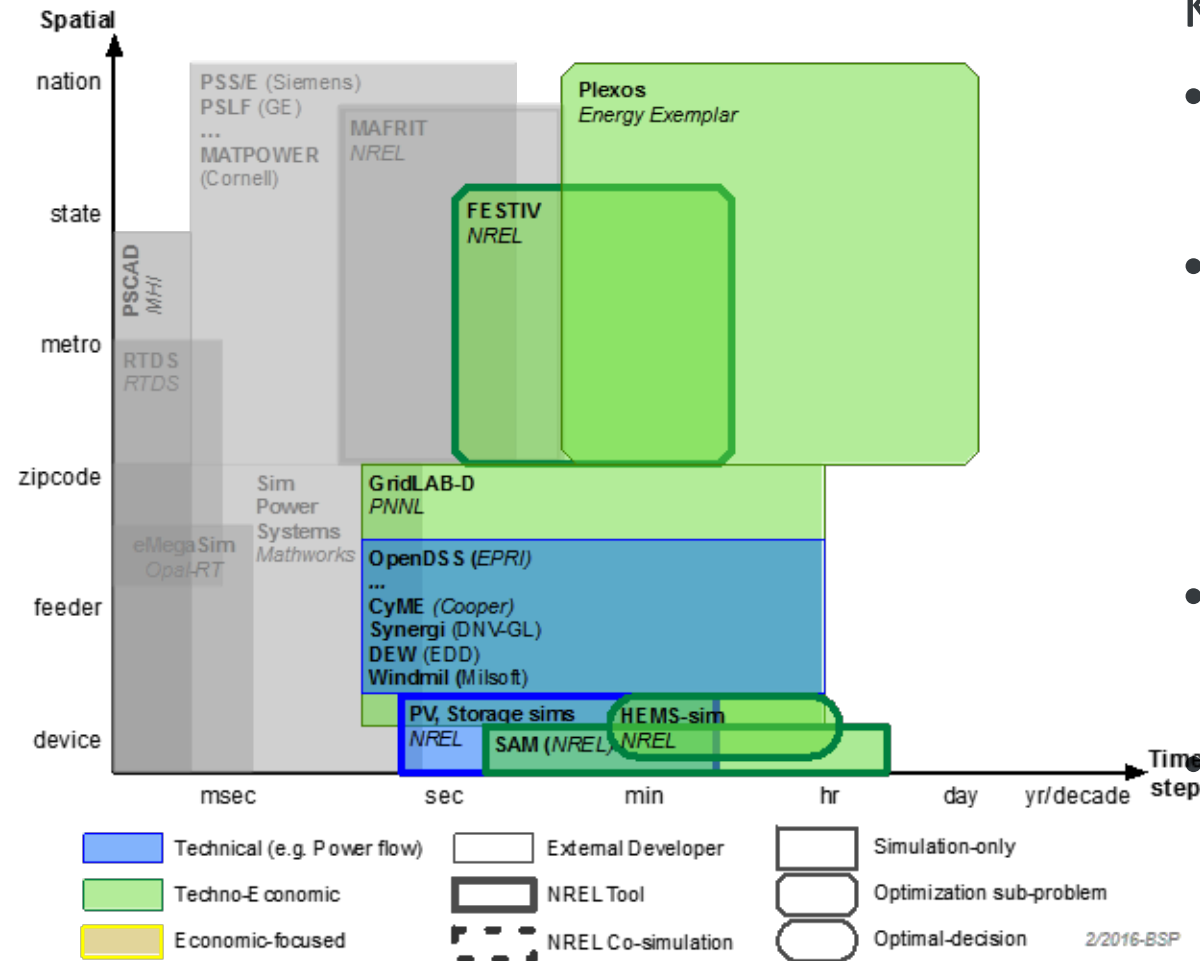 Spatial
nation
state
metro
zipcode
feeder
device
PSS/E (Siemens)
PSLF (GE)
...
MATPOWER
(Cornell)
MAFRIT
NREL
Plexos
Energy Exemplar
FESTIV
NREL
PSCAD
MHI
RTDS
RTDS
Sim
Power
Systems
Mathworks
eMegaSim
Opal-RT
GridLAB-D
PNNL
OpenDSS (EPRI)
...
CyME (Cooper)
Synergi (DNV-GL)
DEW (EDD)
Windmil (Milsoft)
PV, Storage sims
NREL
HEMS-sim
NREL
SAM (NREL)
msec
sec
min
hr
day
yr/decade
Time
step
Technical (e.g. Power flow)
Techno-Economic
Economic-focused
External Developer
NREL Tool
NREL Co-simulation
Simulation-only
Optimization sub-problem
Optimal-decision
2/2016-BSP